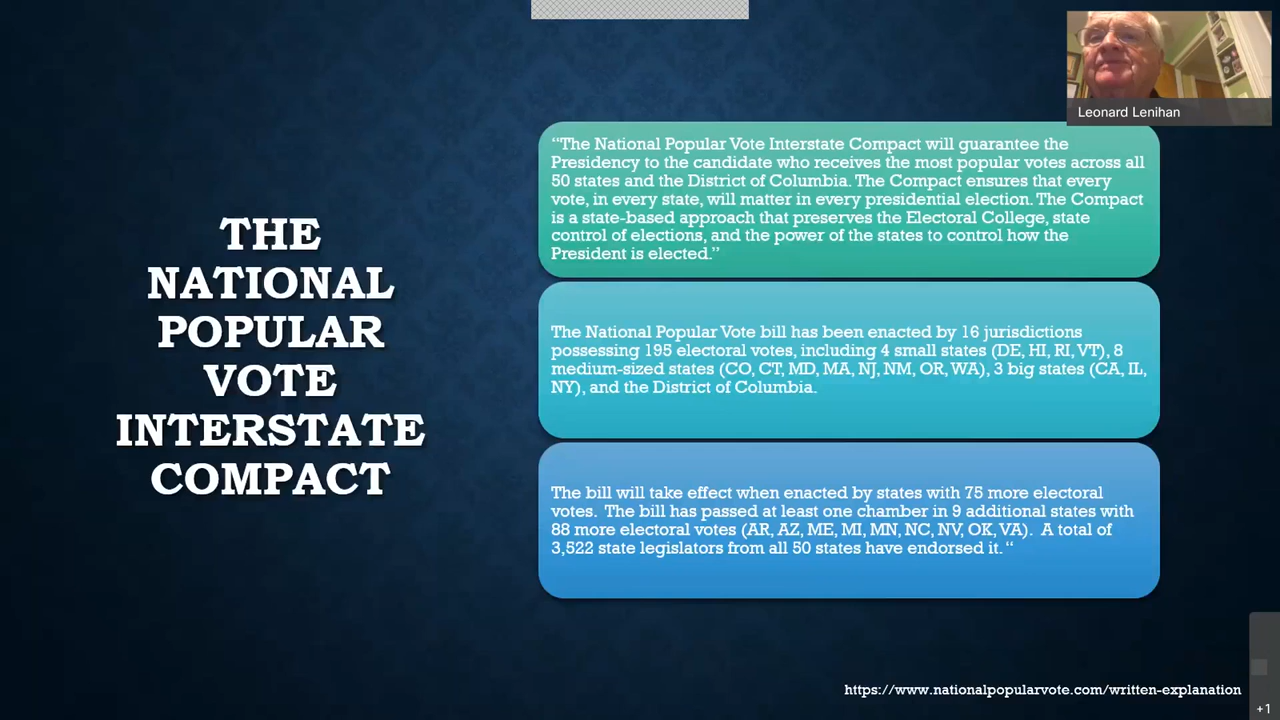 Leonard Lenihan
THE
NATIONAL
POPULAR
VOTE
INTERSTATE
COMPACT
“The National Popular Vote Interstate Compact will guarantee the
Presidency to the candidate who receives the most popular votes across all
50 states and the District of Columbia. The Compact ensures that every
vote, in every state, will matter in every presidential election. The Compact
is a state-based approach that preserves the Electoral College, state
control of elections, and the power of the states to control how the
President is elected.”
The National Popular Vote bill has been enacted by 16 jurisdictions
possessing 195 electoral votes, including 4 small states (DE, HI, RI, VT), 8
medium-sized states (CO, CT, MD, MA, NJ, NM, OR, WA), 3 big states (CA, IL,
NY), and the District of Columbia.
The bill will take effect when enacted by states with 75 more electoral
votes. The bill has passed at least one chamber in 9 additional states with
88 more electoral votes (AR, AZ, ME, MI, MN, NC, NV, OK, VA). A total of
3,522 state legislators from all 50 states have endorsed it. “
https://www.nationalpopularvote.com/written-explanation
+1